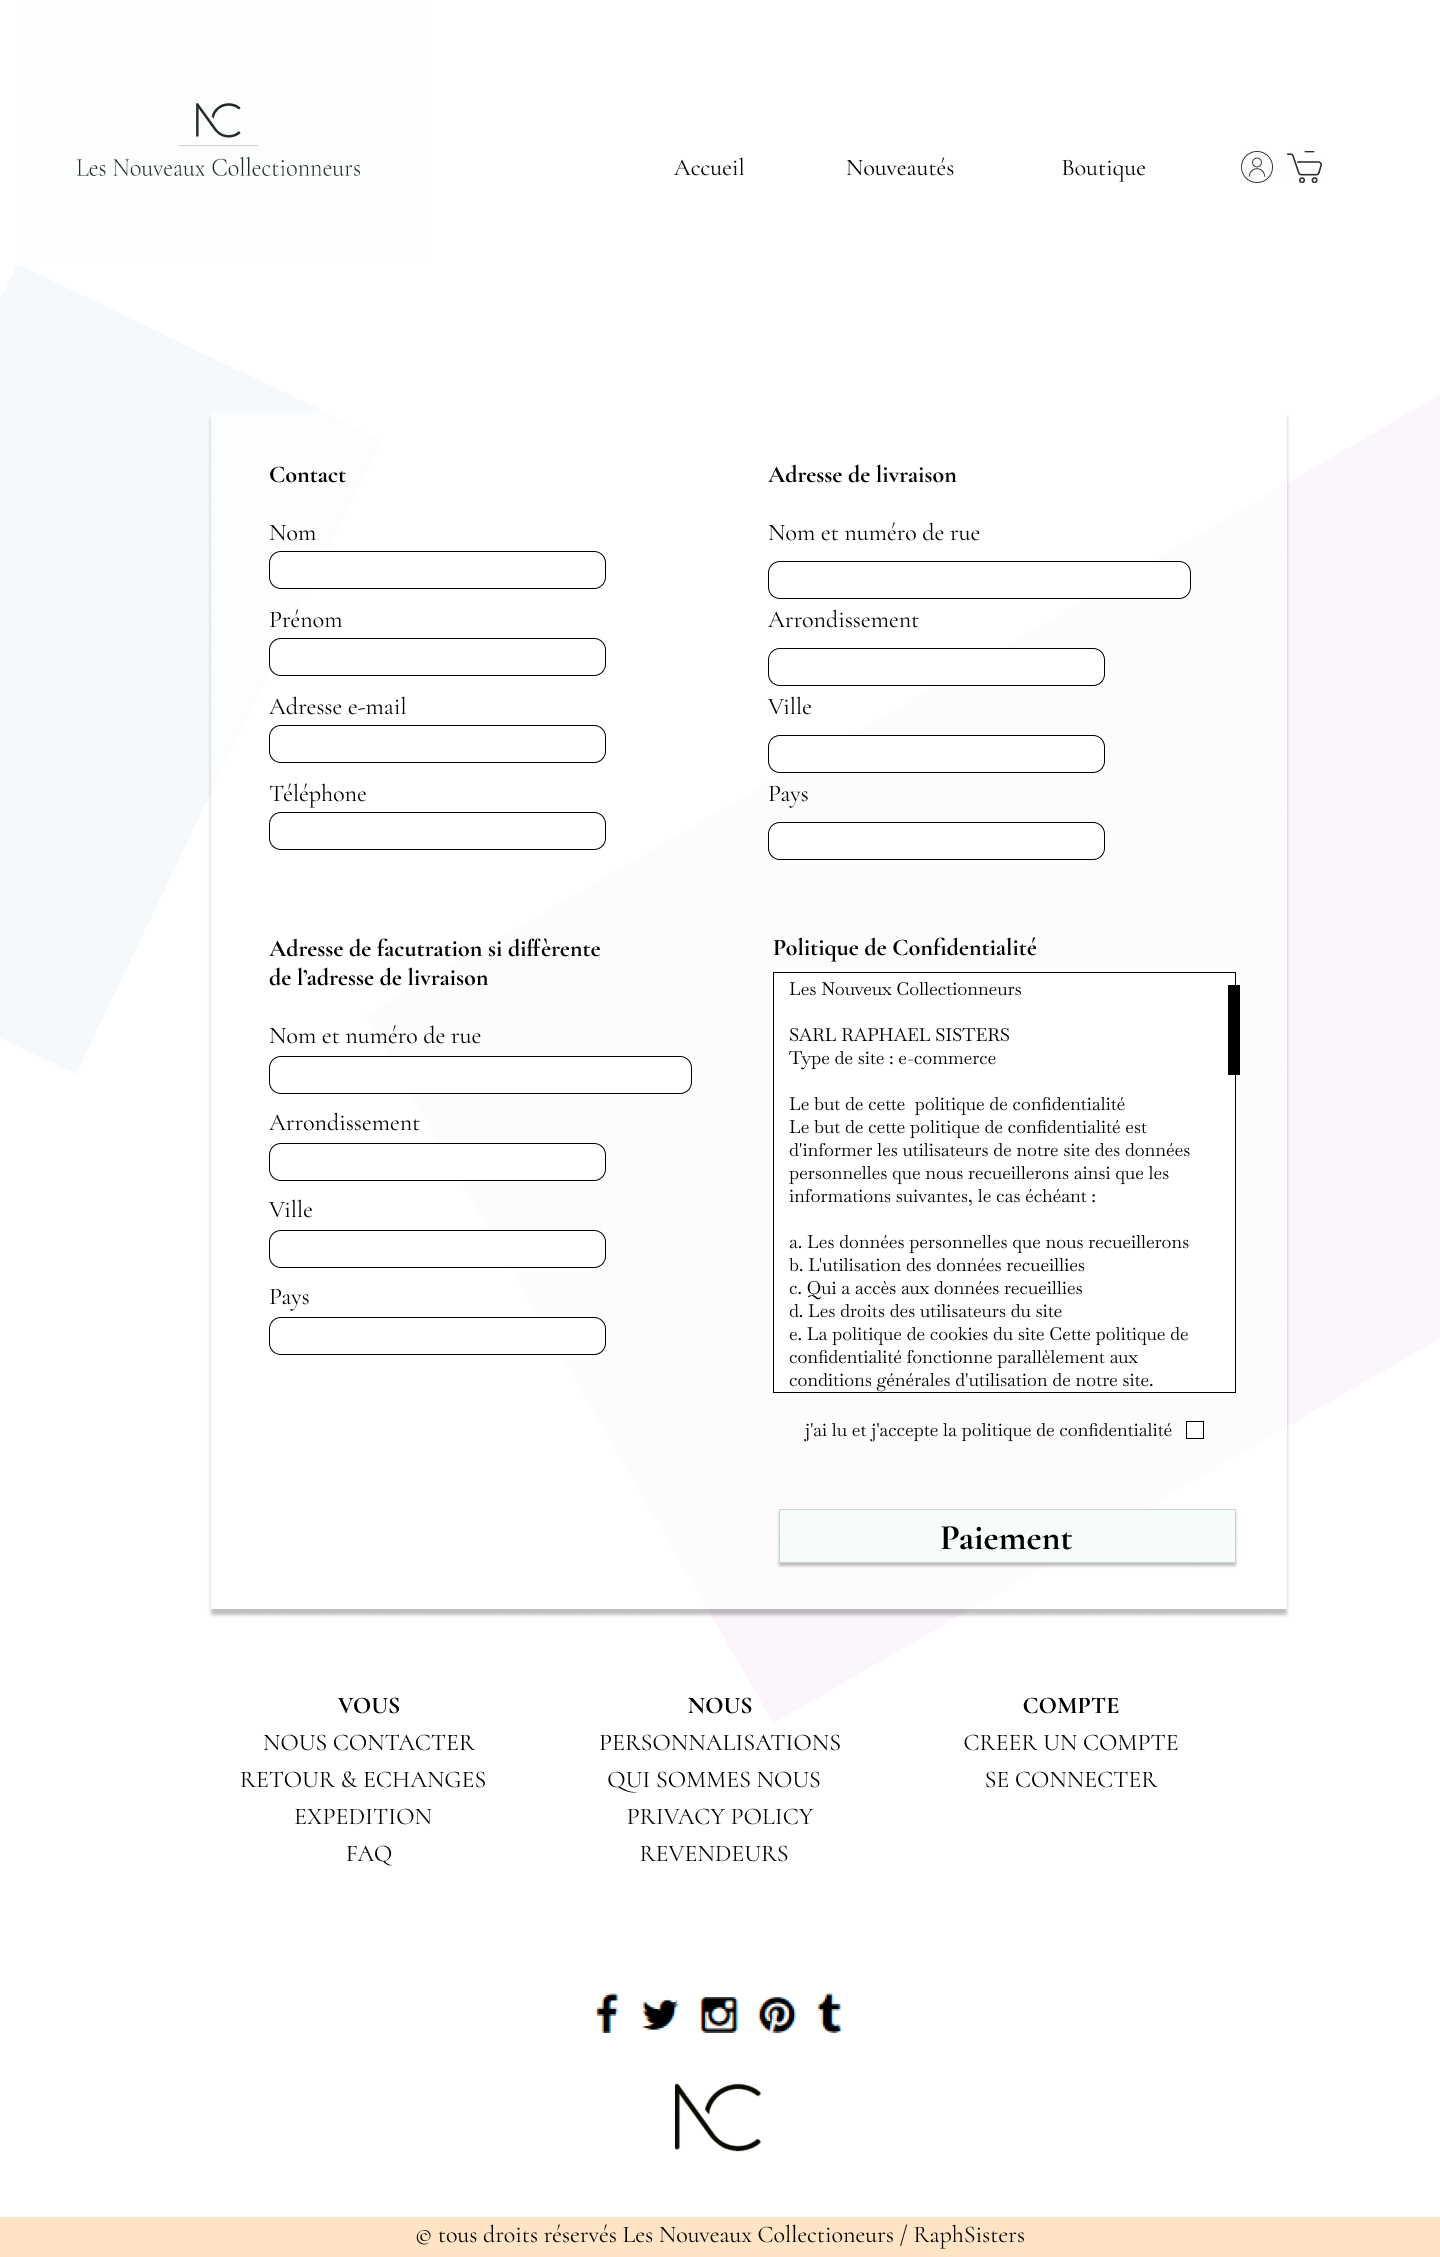 NC
Les Nouveaux Collectionneurs
Accueil
Nouveautés
Boutique
Contact
Nom
Prénom
Adresse e-mail
Téléphone
Adresse de livraison
Nom et numéro de rue
Arrondissement
Ville
Pays
Adresse de facutration si diffèrente
de l’adresse de livraison
Nom et numéro de rue
Arrondissement
Ville
Pays
Politique de Confidentialité
Les Nouveux Collectionneurs
SARL RAPHAEL SISTERS
Type de site : e-commerce
Le but de cette  politique de confidentialité
Le but de cette politique de confidentialité est
d'informer les utilisateurs de notre site des données
personnelles que nous recueillerons ainsi que les
informations suivantes, le cas échéant :
a. Les données personnelles que nous recueillerons
b. L'utilisation des données recueillies
c. Qui a accès aux données recueillies
d. Les droits des utilisateurs du site
e. La politique de cookies du site Cette politique de
confidentialité fonctionne parallèlement aux
conditions générales d'utilisation de notre site.
j'ai lu et j'accepte la politique de confidentialité
Paiement
VOUS
NOUS CONTACTER
RETOUR & ECHANGES
EXPEDITION
FAQ
NOUS
PERSONNALISATIONS
QUI SOMMES NOUS
PRIVACY POLICY
REVENDEURS
COMPTE
CREER UN COMPTE
SE CONNECTER
NC
© tous droits réservés Les Nouveaux Collectioneurs / RaphSisters